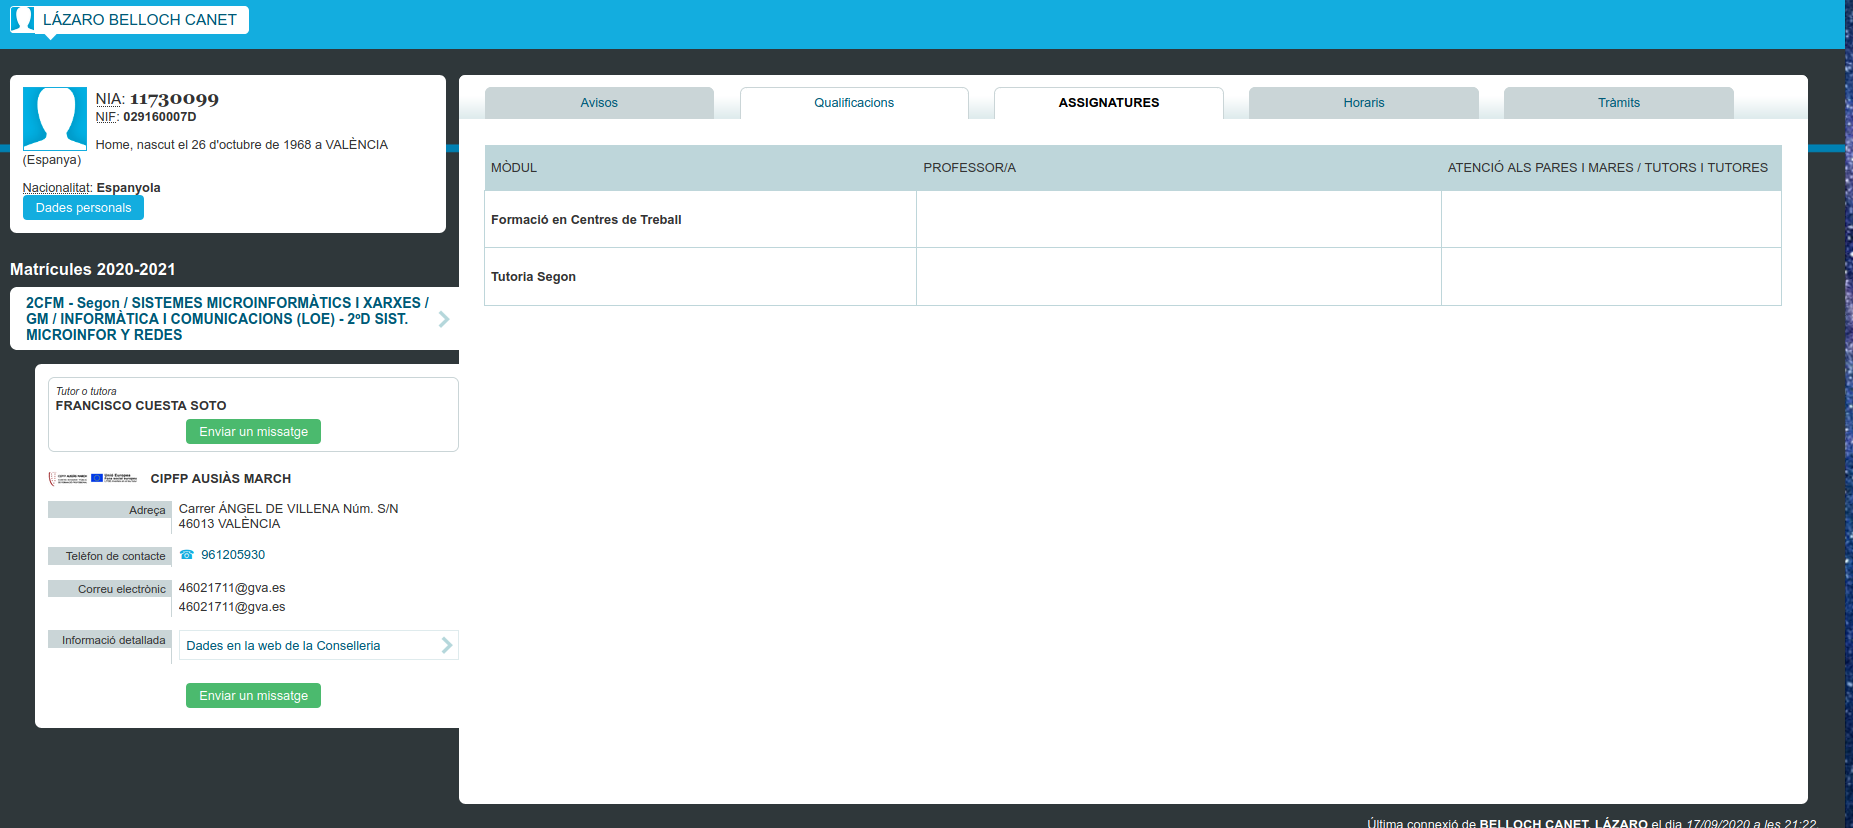 LÁZARO BELLOCH CANET
NIA: 11730099
NIF: 029160007D
Home, nascut el 26 d'octubre de 1968 a VALÈNCIA
(Espanya)
Nacionalitat: Espanyola
Dades personals
Matrícules 2020-2021
2CFM - Segon / SISTEMES MICROINFORMÀTICS I XARXES /
GM / INFORMÀTICA I COMUNICACIONS (LOE) - 2ºD SIST.
MICROINFOR Y REDES
Tutor o tutora
FRANCISCO CUESTA SOTO
Enviar un missatge
CIPFP AUSIÀS MARCH
Adreça
Carrer ÁNGEL DE VILLENA Núm. S/N
46013 VALÈNCIA
Telèfon de contacte
☎ 961205930
Correu electrònic
46021711@gva.es
46021711@gva.es
Informació detallada
Dades en la web de la Conselleria
Enviar un missatge
Avisos
Qualificacions
ASSIGNATURES
Horaris
Tràmits
MÒDUL
PROFESSOR/A
ATENCIÓ ALS PARES I MARES / TUTORS I TUTORES
Formació en Centres de Treball
Tutoria Segon
Última connexió de BELLOCH CANET, LÁZARO el dia 17/09/2020 a les 21:22